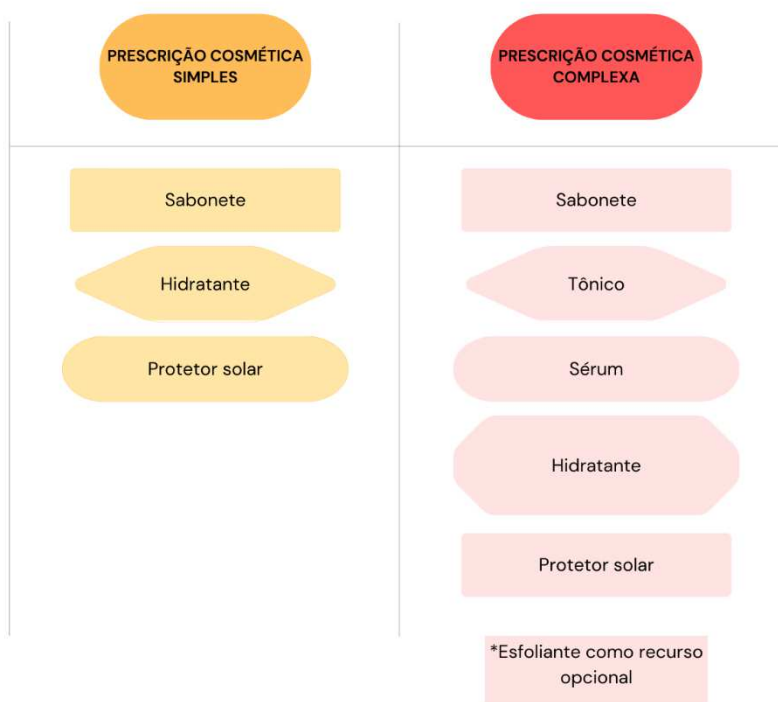 PRESCRIÇÃO COSMÉTICA
SIMPLES
Sabonete
Hidratante
Protetor solar
PRESCRIÇÃO COSMÉTICA
COMPLEXA
Sabonete
Tônico
Sérum
Hidratante
Protetor solar
*Esfoliante como recurso
opcional